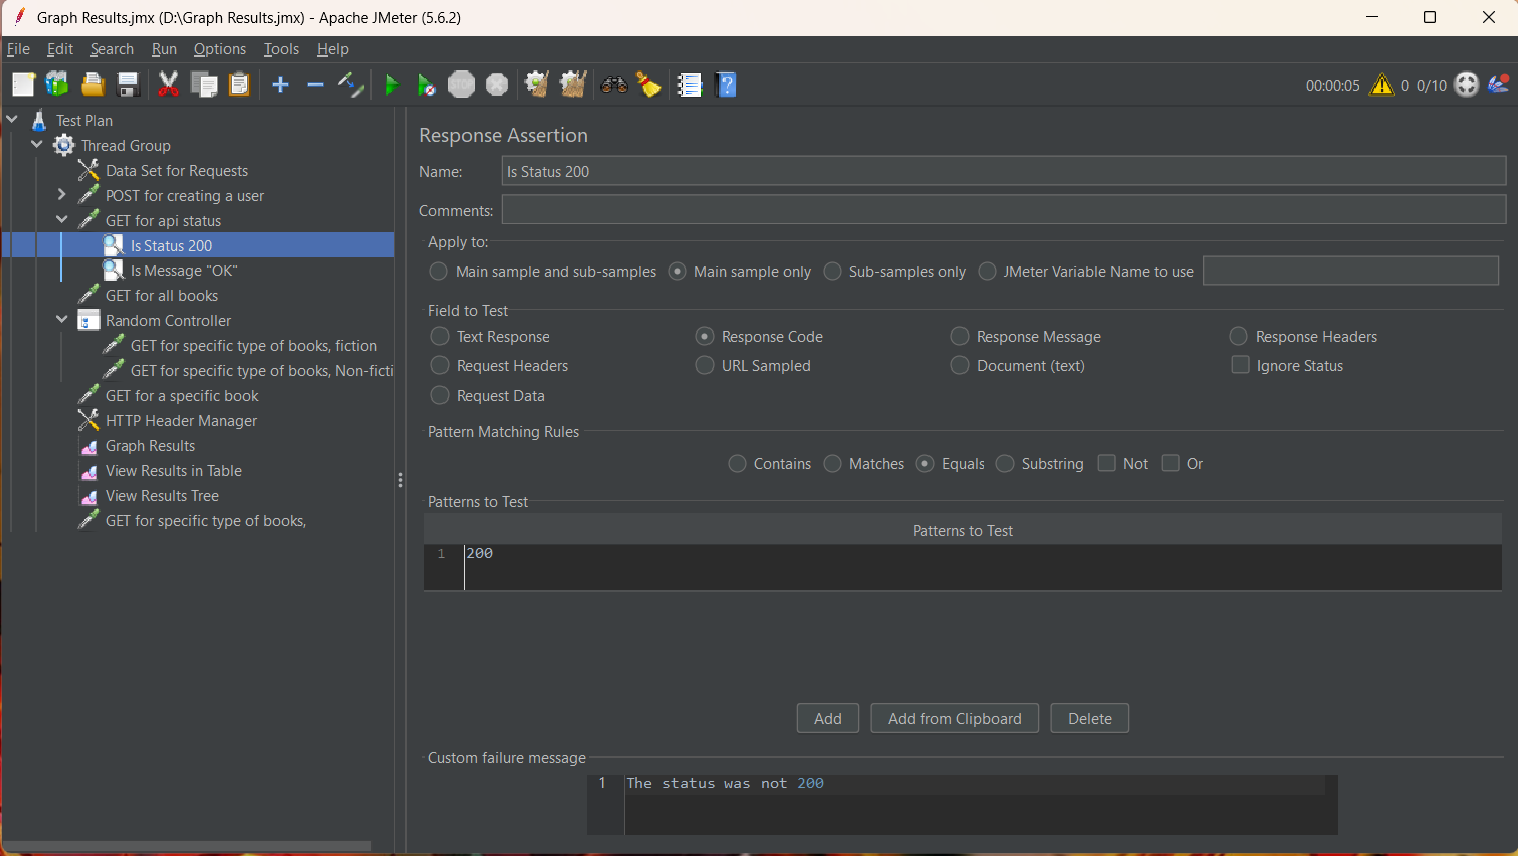 Graph Results.jmx (D:\Graph Results.jmx) - Apache JMeter (5.6.2)
File Edit Search Run Options Tools Help
STOP
00:00:05 0 0/10
Test Plan
Thread Group
Data Set for Requests
POST for creating a user
GET for api status
Is Status 200
Is Message "OK"
GET for all books
Random Controller
GET for specific type of books, fiction
GET for specific type of books, Non-ficti
GET for a specific book
HTTP Header Manager
Graph Results
View Results in Table
View Results Tree
GET for specific type of books,
Response Assertion
Name: Is Status 200
Comments:
Apply to:
Main sample and sub-samples Main sample only Sub-samples only JMeter Variable Name to use
Field to Test
Text Response Response Code Response Message Response Headers
Request Headers URL Sampled Document (text) Ignore Status
Request Data
Pattern Matching Rules
Contains Matches Equals Substring Not Or
Patterns to Test
Patterns to Test
1 200
Add Add from Clipboard Delete
Custom failure message
1 The status was not 200